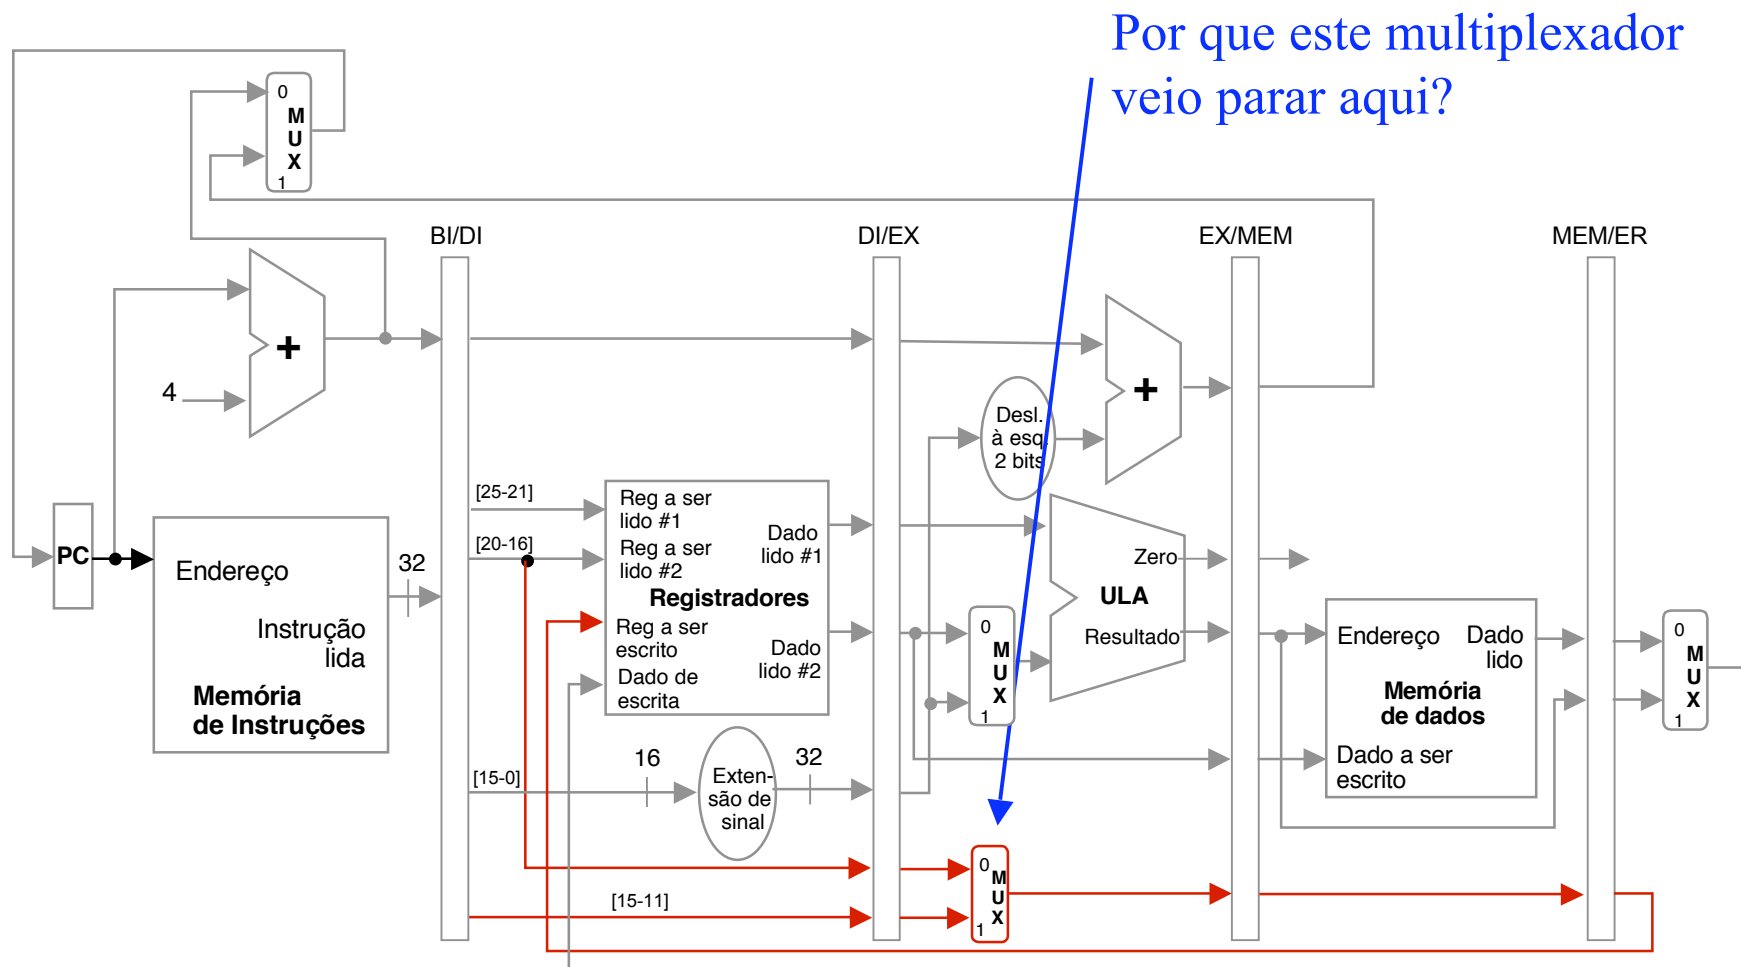 Por que este multiplexador
veio parar aqui?
0
M
U
X
1
BI/DI
DI/EX
EX/MEM
MEM/ER
+
4
+
Desl.
à esq.
2 bits
[25-21]
[20-16]
PC
32
Endereço
Instrução
lida
Memória
de Instruções
Reg a ser
lido #1
Reg a ser
lido #2
Registradores
Reg a ser
escrito
Dado de
escrita
Dado
lido #1
Dado
lido #2
0
M
U
X
1
Zero
ULA
Resultado
Endereço
Dado
lido
Memória
de dados
Dado a ser
escrito
0
M
U
X
1
[15-0]
16
Exten-
são de
sinal
32
[15-11]
0
M
U
X
1